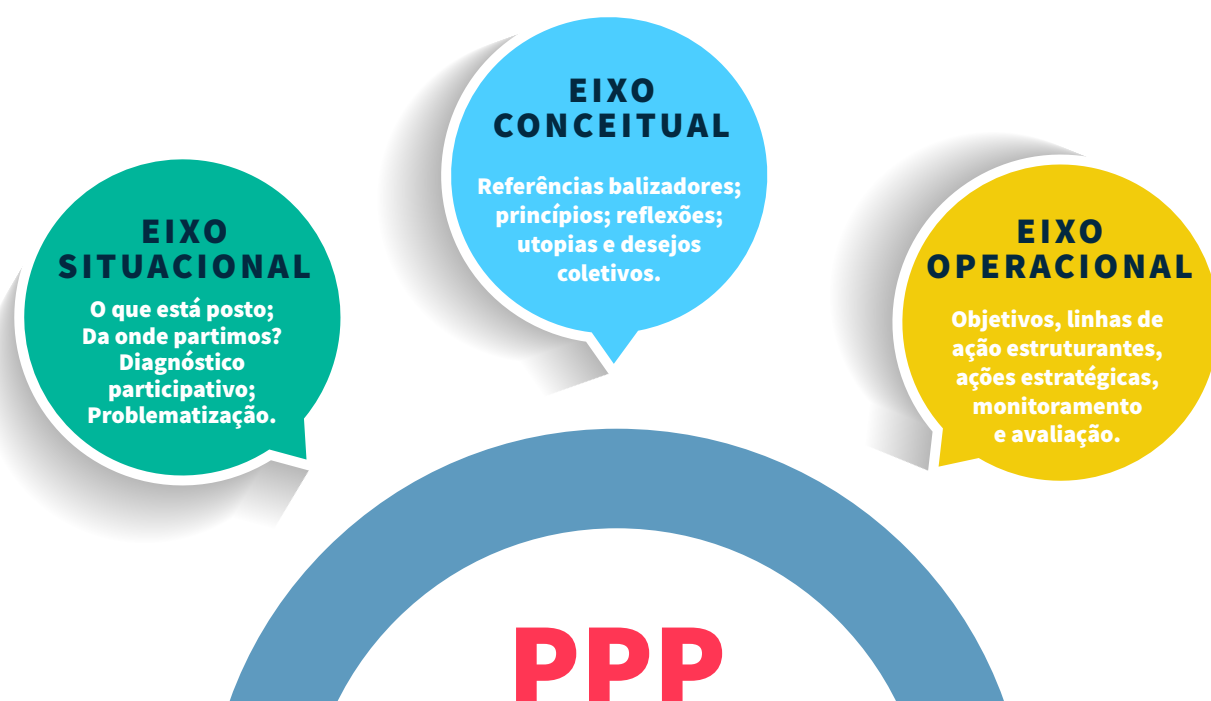 EIXO
SITUACIONAL
O que está posto;
Da onde partimos?
Diagnóstico
participativo;
Problematização.
EIXO
CONCEITUAL
Referências balizadores;
princípios; reflexões;
utopias e desejos
coletivos.
EIXO
OPERACIONAL
Objetivos, linhas de
ação estruturantes,
ações estratégicas,
monitoramento
e avaliação.
PPP